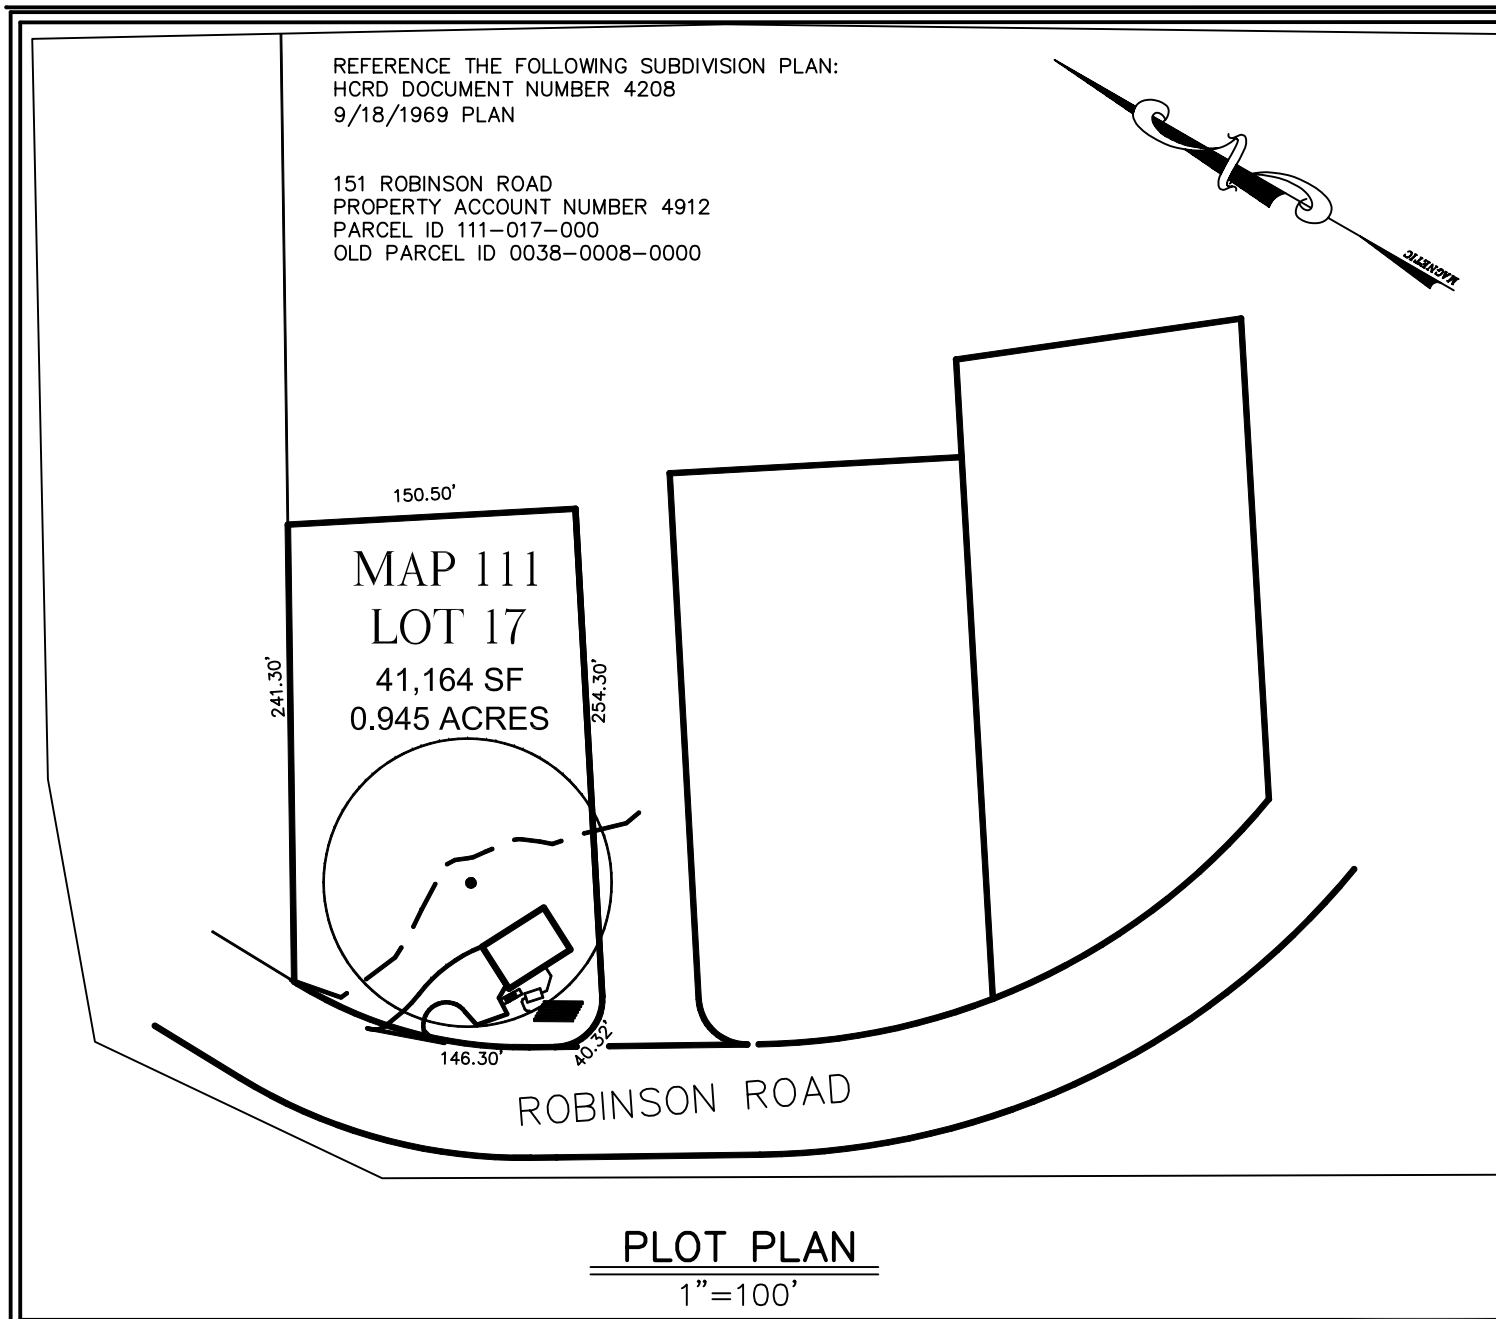 REFERENCE THE FOLLOWING SUBDIVISION PLAN:
HCRD DOCUMENT NUMBER 4208
9/18/1969 PLAN
151 ROBINSON ROAD
PROPERTY ACCOUNT NUMBER 4912
PARCEL ID 111-017-000
OLD PARCEL ID 0038-0008-0000
MAGNETIC
150.50'
MAP 111
LOT 17
41,164 SF
0.945 ACRES
241.30'
254.30'
146.30'
40.32'
ROBINSON ROAD
PLOT PLAN
1"=100'